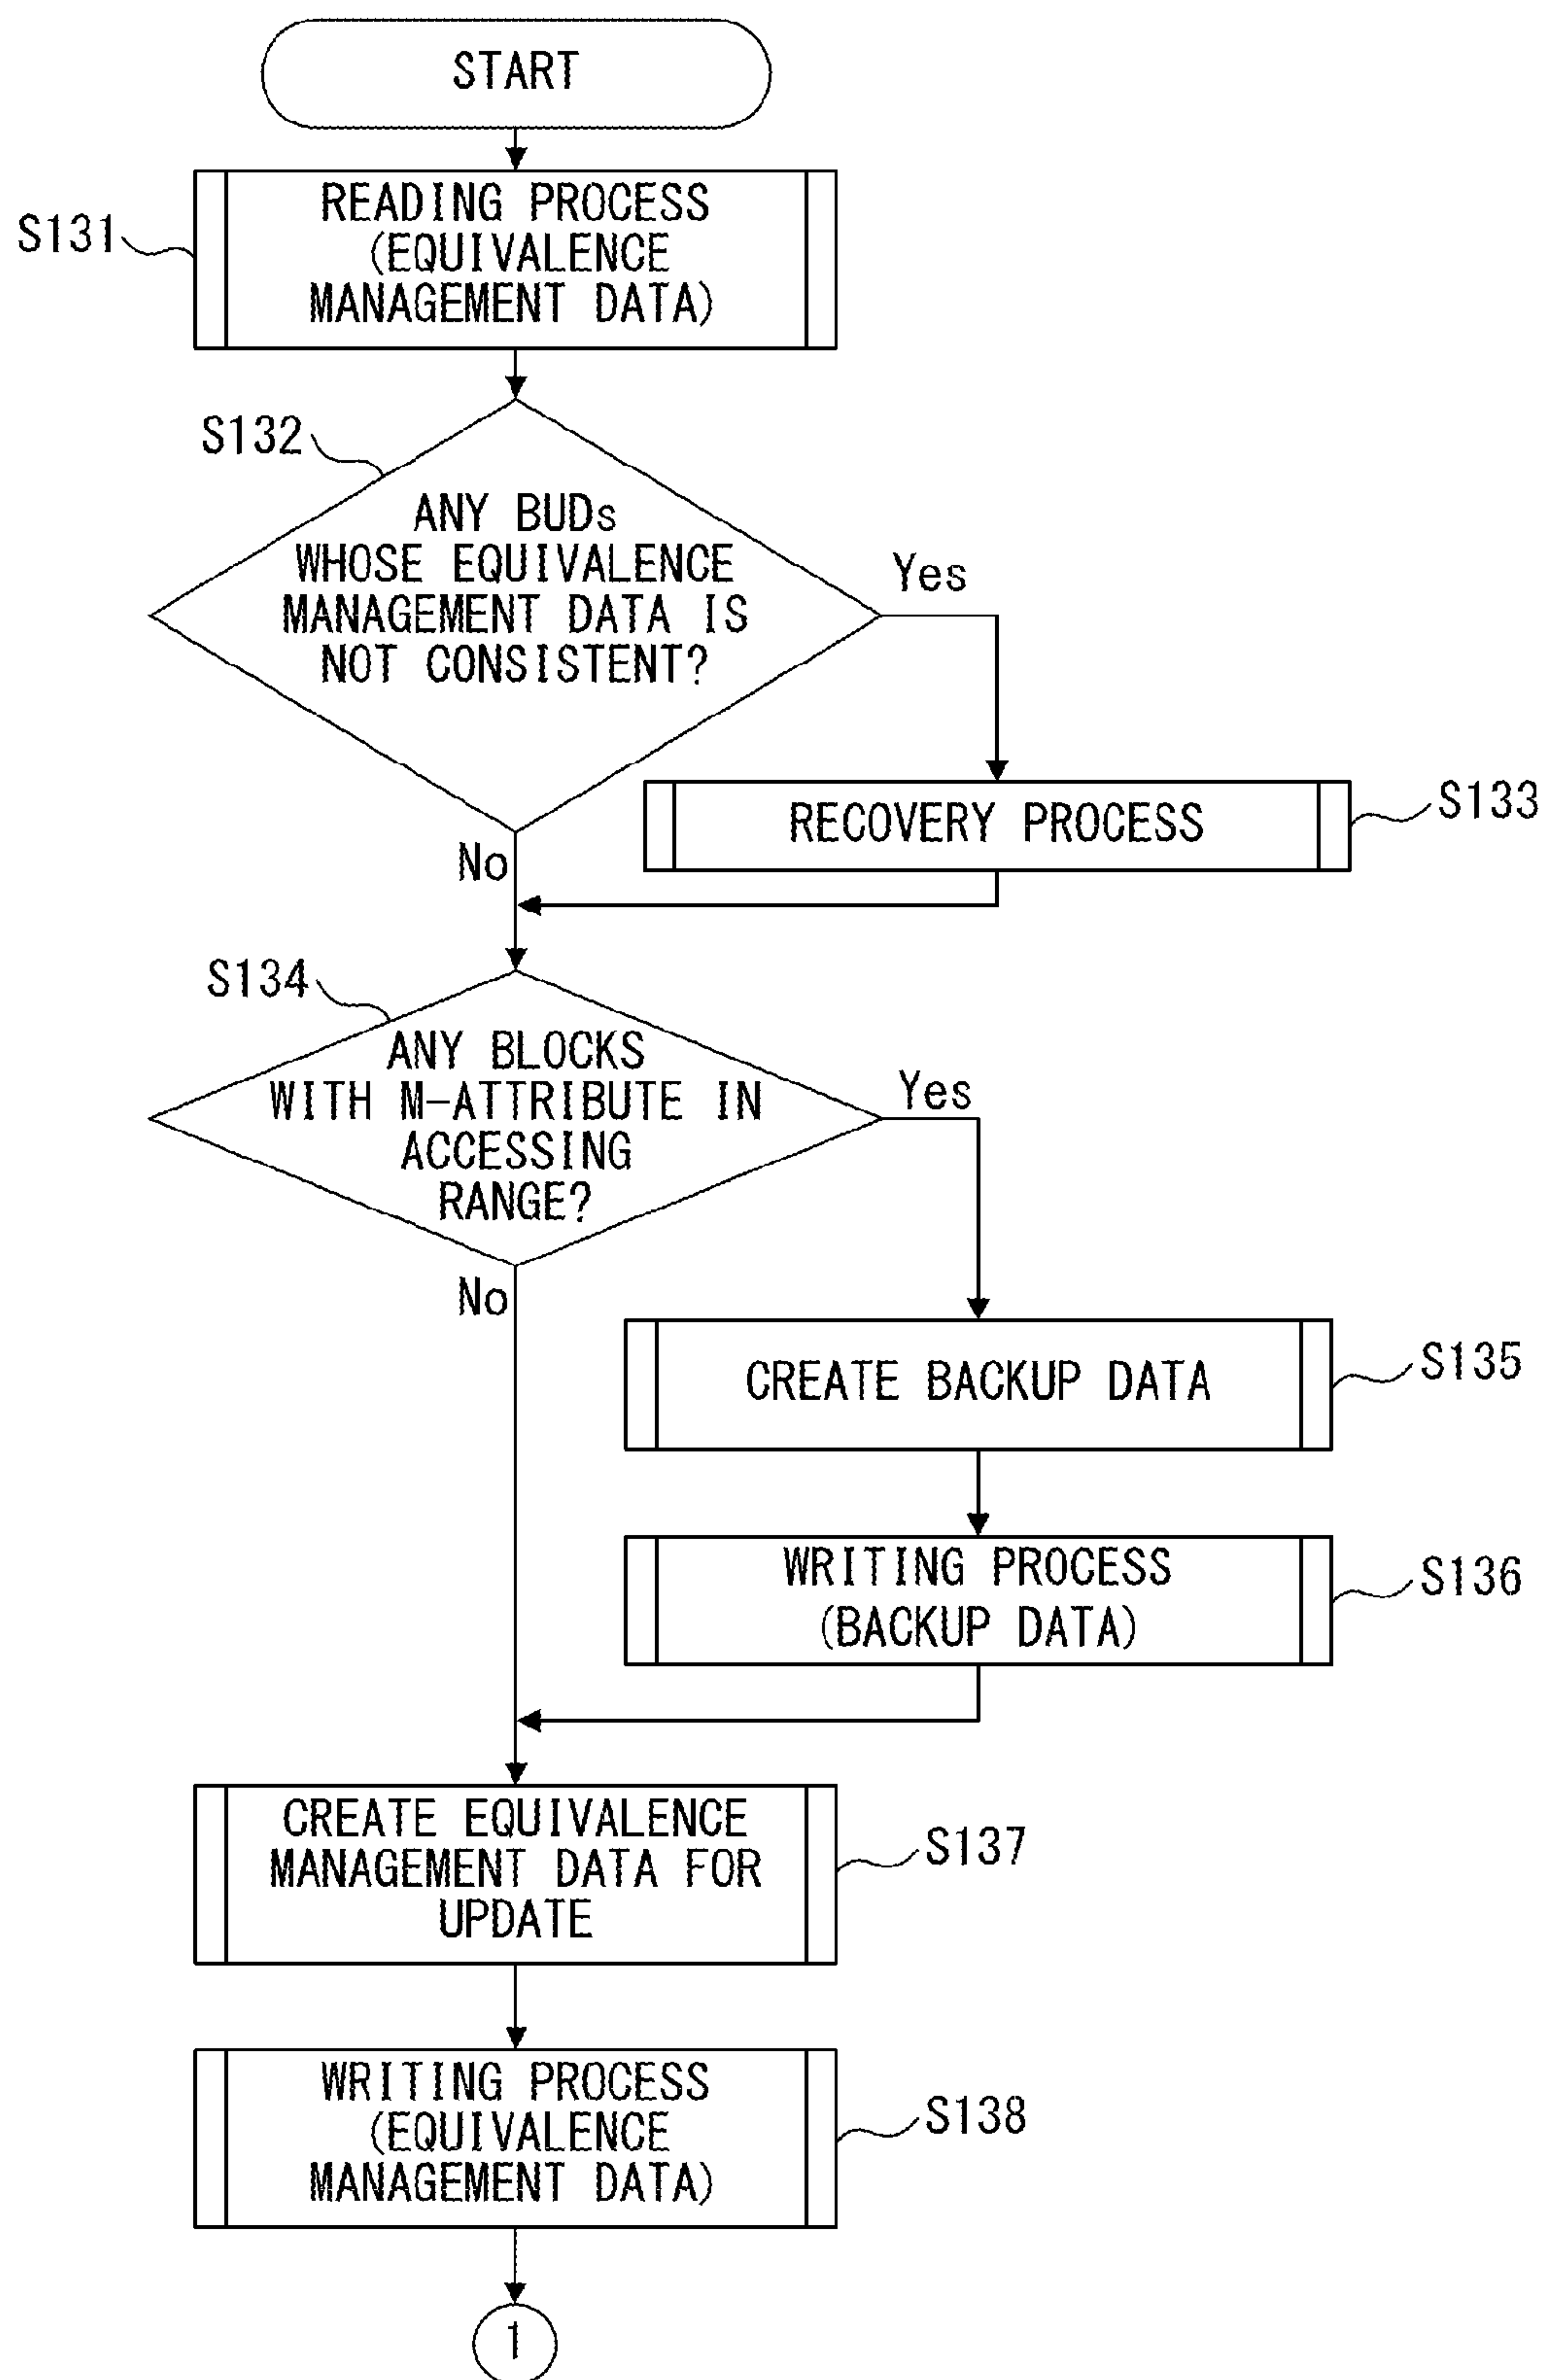 START
S131
READING PROCESS
(EQUIVALENCE
MANAGEMENT DATA)
S132
ANY BUDs
WHOSE EQUIVALENCE
MANAGEMENT DATA IS
NOT CONSISTENT?
Yes
No
RECOVERY PROCESS
S133
S134
ANY BLOCKS
WITH M-ATTRIBUTE IN
ACCESSING
RANGE?
Yes
No
CREATE BACKUP DATA
S135
WRITING PROCESS
(BACKUP DATA)
S136
CREATE EQUIVALENCE
MANAGEMENT DATA FOR
UPDATE
S137
WRITING PROCESS
(EQUIVALENCE
MANAGEMENT DATA)
S138
1